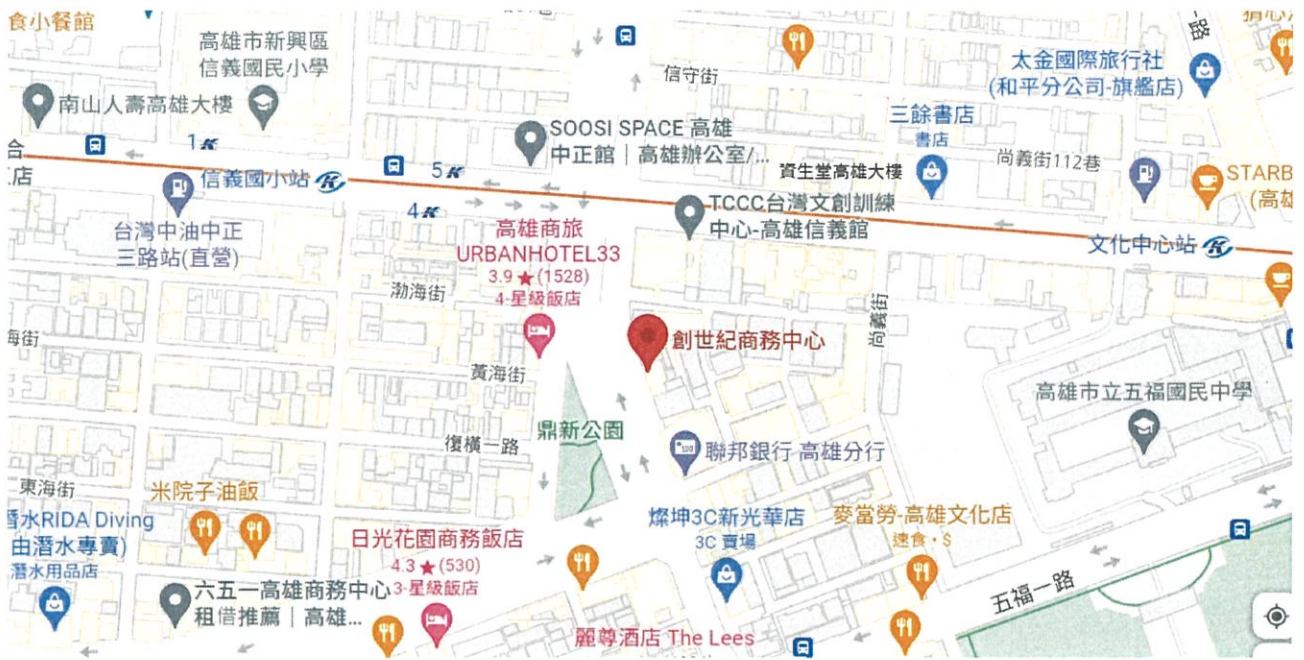 食小餐館
高雄市新興區
信義國民小學
南山人壽高雄大樓
信守街
太金國際旅行社
(和平分公司-旗艦店)
三餘書店
書店
SOOSI SPACE 高雄
中正館｜高雄辦公室/...
資生堂高雄大樓
尚義街112巷
1
5
4
信義國小站
台灣中油中正
三路站(直營)
TCCC台灣文創訓練
中心-高雄信義館
STARB
(高雄
文化中心站
高雄商旅
URBANHOTEL33
3.9 ★ (1528)
4-星級飯店
渤海街
尚義街
海街
黃海街
創世紀商務中心
高雄市立五福國民中學
鼎新公園
復橫一路
聯邦銀行 高雄分行
東海街
米院子油飯
潛水RIDA Diving
由潛水專賣)
潛水用品店
日光花園商務飯店
4.3 ★ (530)
3-星級飯店
燦坤3C新光華店
3C 賣場
麥當勞-高雄文化店
速食・$
五福一路
六五一高雄商務中心
租借推薦｜高雄...
麗尊酒店 The Lees